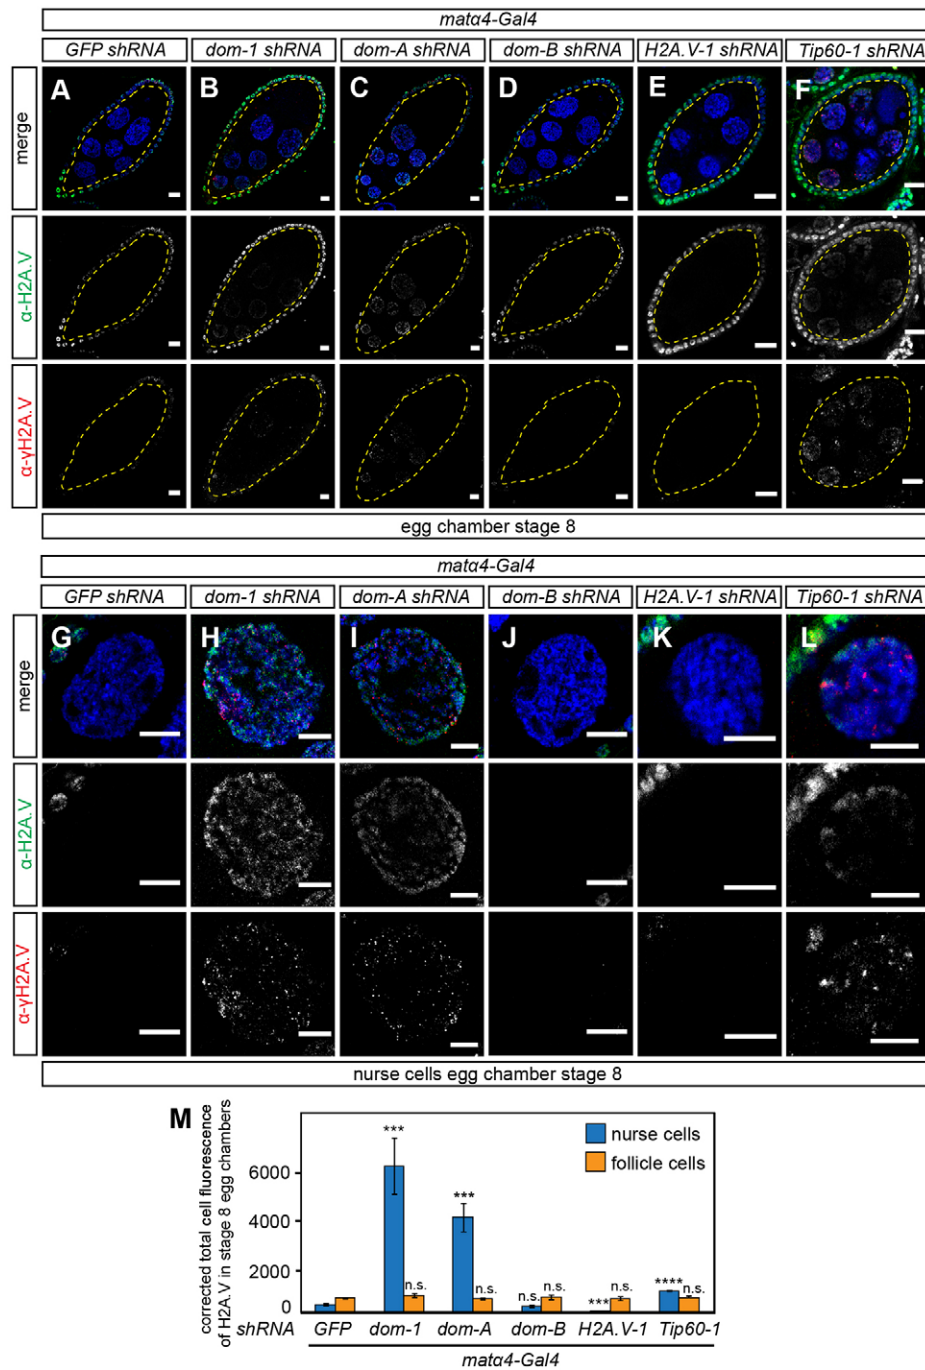 matα4-Gal4
GFP shRNA dom-1 shRNA dom-A shRNA dom-B shRNA H2A.V-1 shRNA Tip60-1 shRNA
A B C D E F
merge
α-H2A.V
α-γH2A.V
egg chamber stage 8
matα4-Gal4
GFP shRNA dom-1 shRNA dom-A shRNA dom-B shRNA H2A.V-1 shRNA Tip60-1 shRNA
G H I J K L
merge
α-H2A.V
α-γH2A.V
nurse cells egg chamber stage 8
M
corrected total cell fluorescence
of H2A.V in stage 8 egg chambers
6000
4000
2000
0
nurse cells
follicle cells
***
n.s.
***
n.s.
n.s.
n.s.
***
n.s.
****
n.s.
shRNA GFP dom-1 dom-A dom-B H2A.V-1 Tip60-1
matα4-Gal4